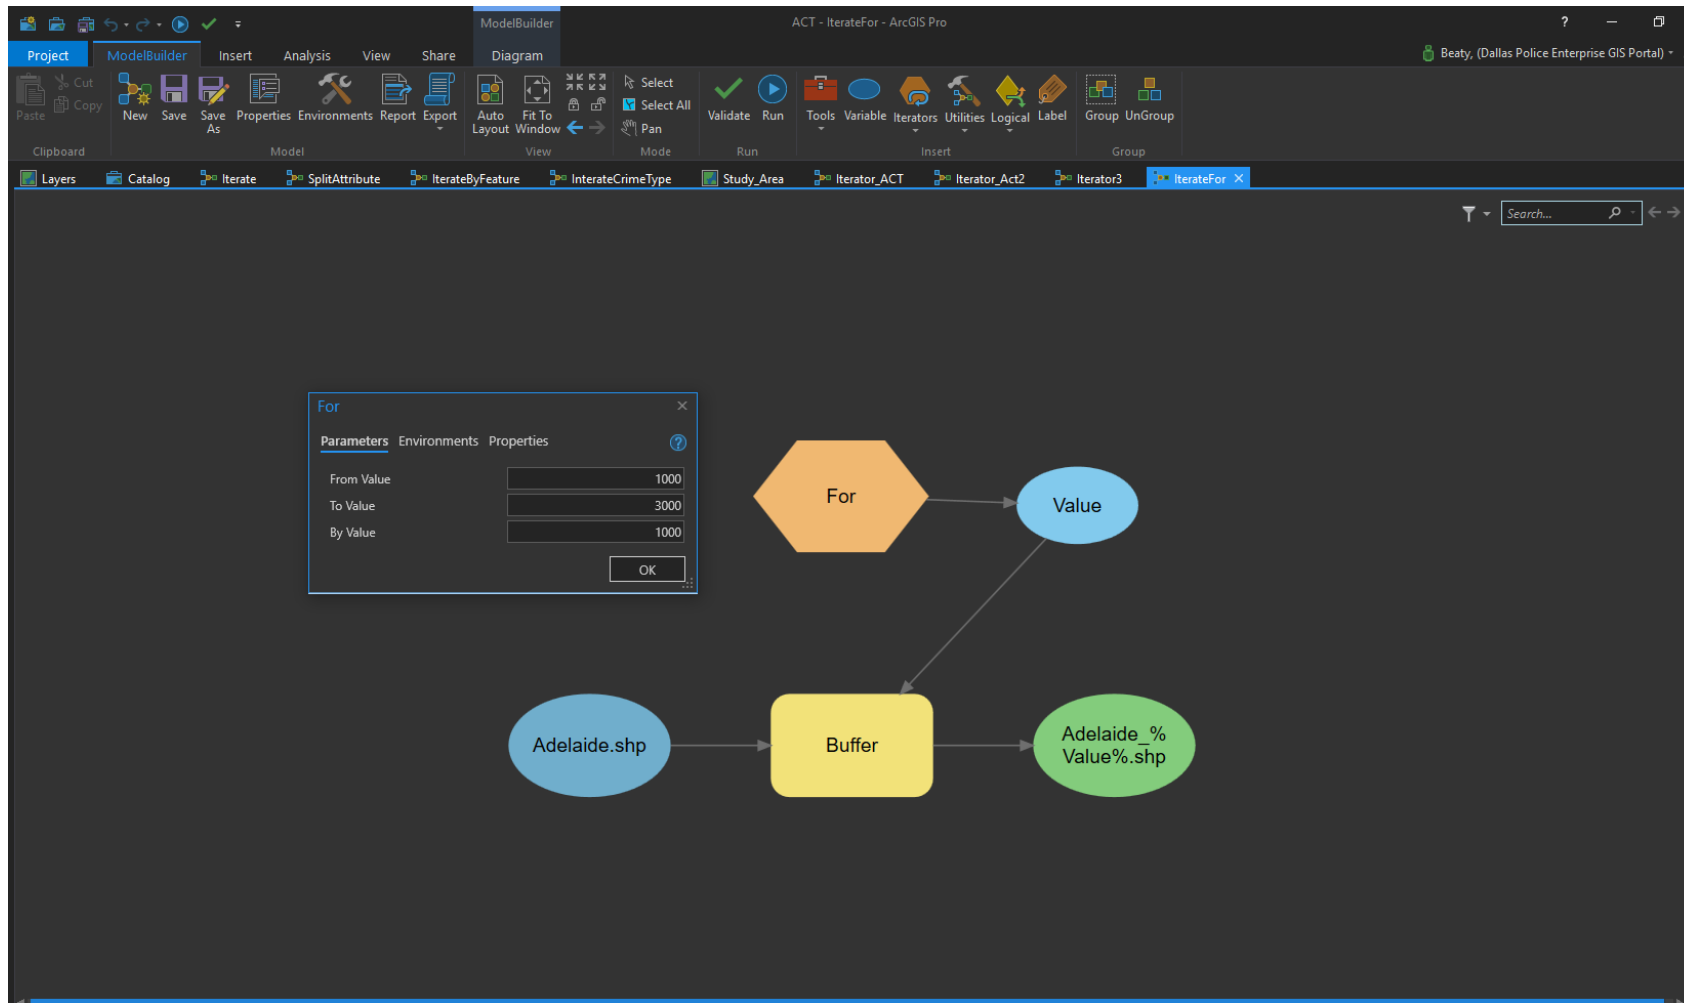 ModelBuilder
ACT - IterateFor - ArcGIS Pro
?
Project ModelBuilder Insert Analysis View Share Diagram
Beaty, (Dallas Police Enterprise GIS Portal)
Paste
Cut
Copy
Clipboard
New Save Save As Properties Environments Report Export
Model
Auto Layout Fit To Window
View
Select
Select All
Pan
Mode
Validate Run
Run
Tools Variable Iterators Utilities Logical Label
Insert
Group UnGroup
Group
Layers Catalog Iterate SplitAttribute IterateByFeature InterateCrimeType Study_Area Iterator_ACT Iterator_Act2 Iterator3 IterateFor
Search...
For
Parameters Environments Properties
?
From Value 1000
To Value 3000
By Value 1000
OK
For
Value
Adelaide.shp
Buffer
Adelaide_%
Value%.shp